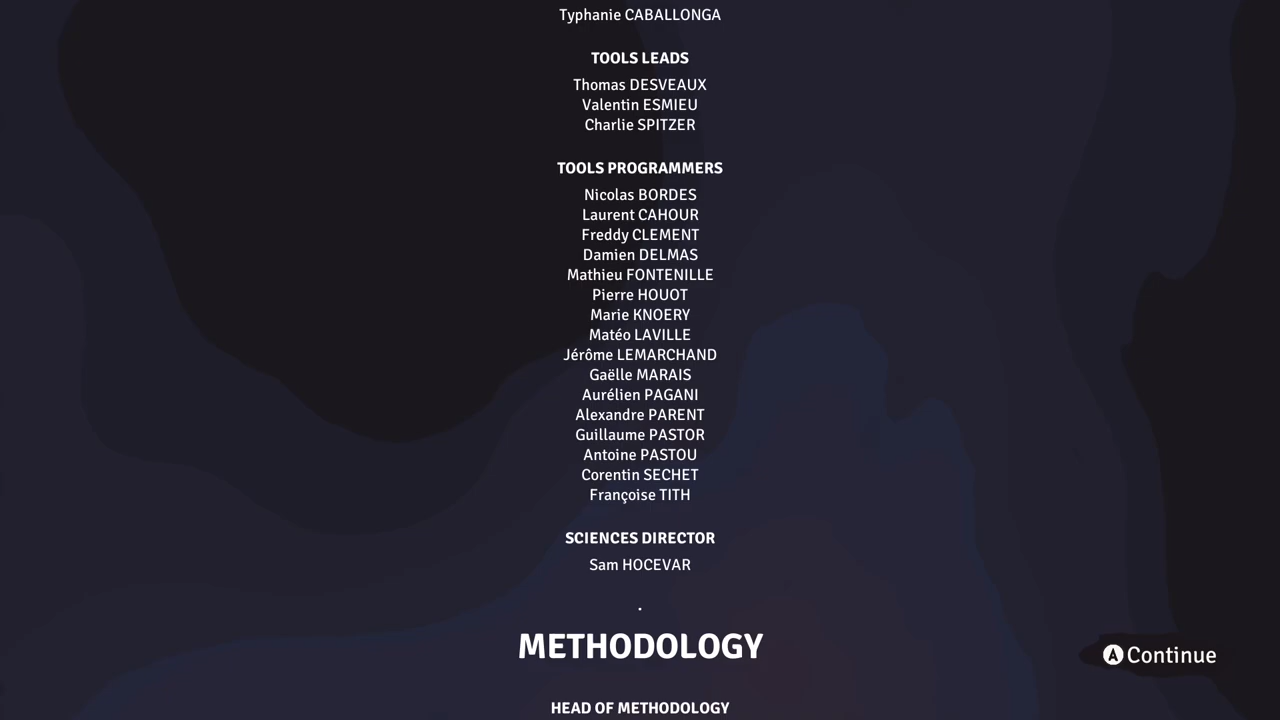 Typhanie CABALLONGA
TOOLS LEADS
Thomas DESVEAUX
Valentin ESMIEU
Charlie SPITZER
TOOLS PROGRAMMERS
Nicolas BORDES
Laurent CAHOUR
Freddy CLEMENT
Damien DELMAS
Mathieu FONTENILLE
Pierre HOUOT
Marie KNOERY
Matéo LAVILLE
Jérôme LEMARCHAND
Gaëlle MARAIS
Aurélien PAGANI
Alexandre PARENT
Guillaume PASTOR
Antoine PASTOU
Corentin SECHET
Françoise TITH
SCIENCES DIRECTOR
Sam HOCEVAR
.
METHODOLOGY
A Continue
HEAD OF METHODOLOGY